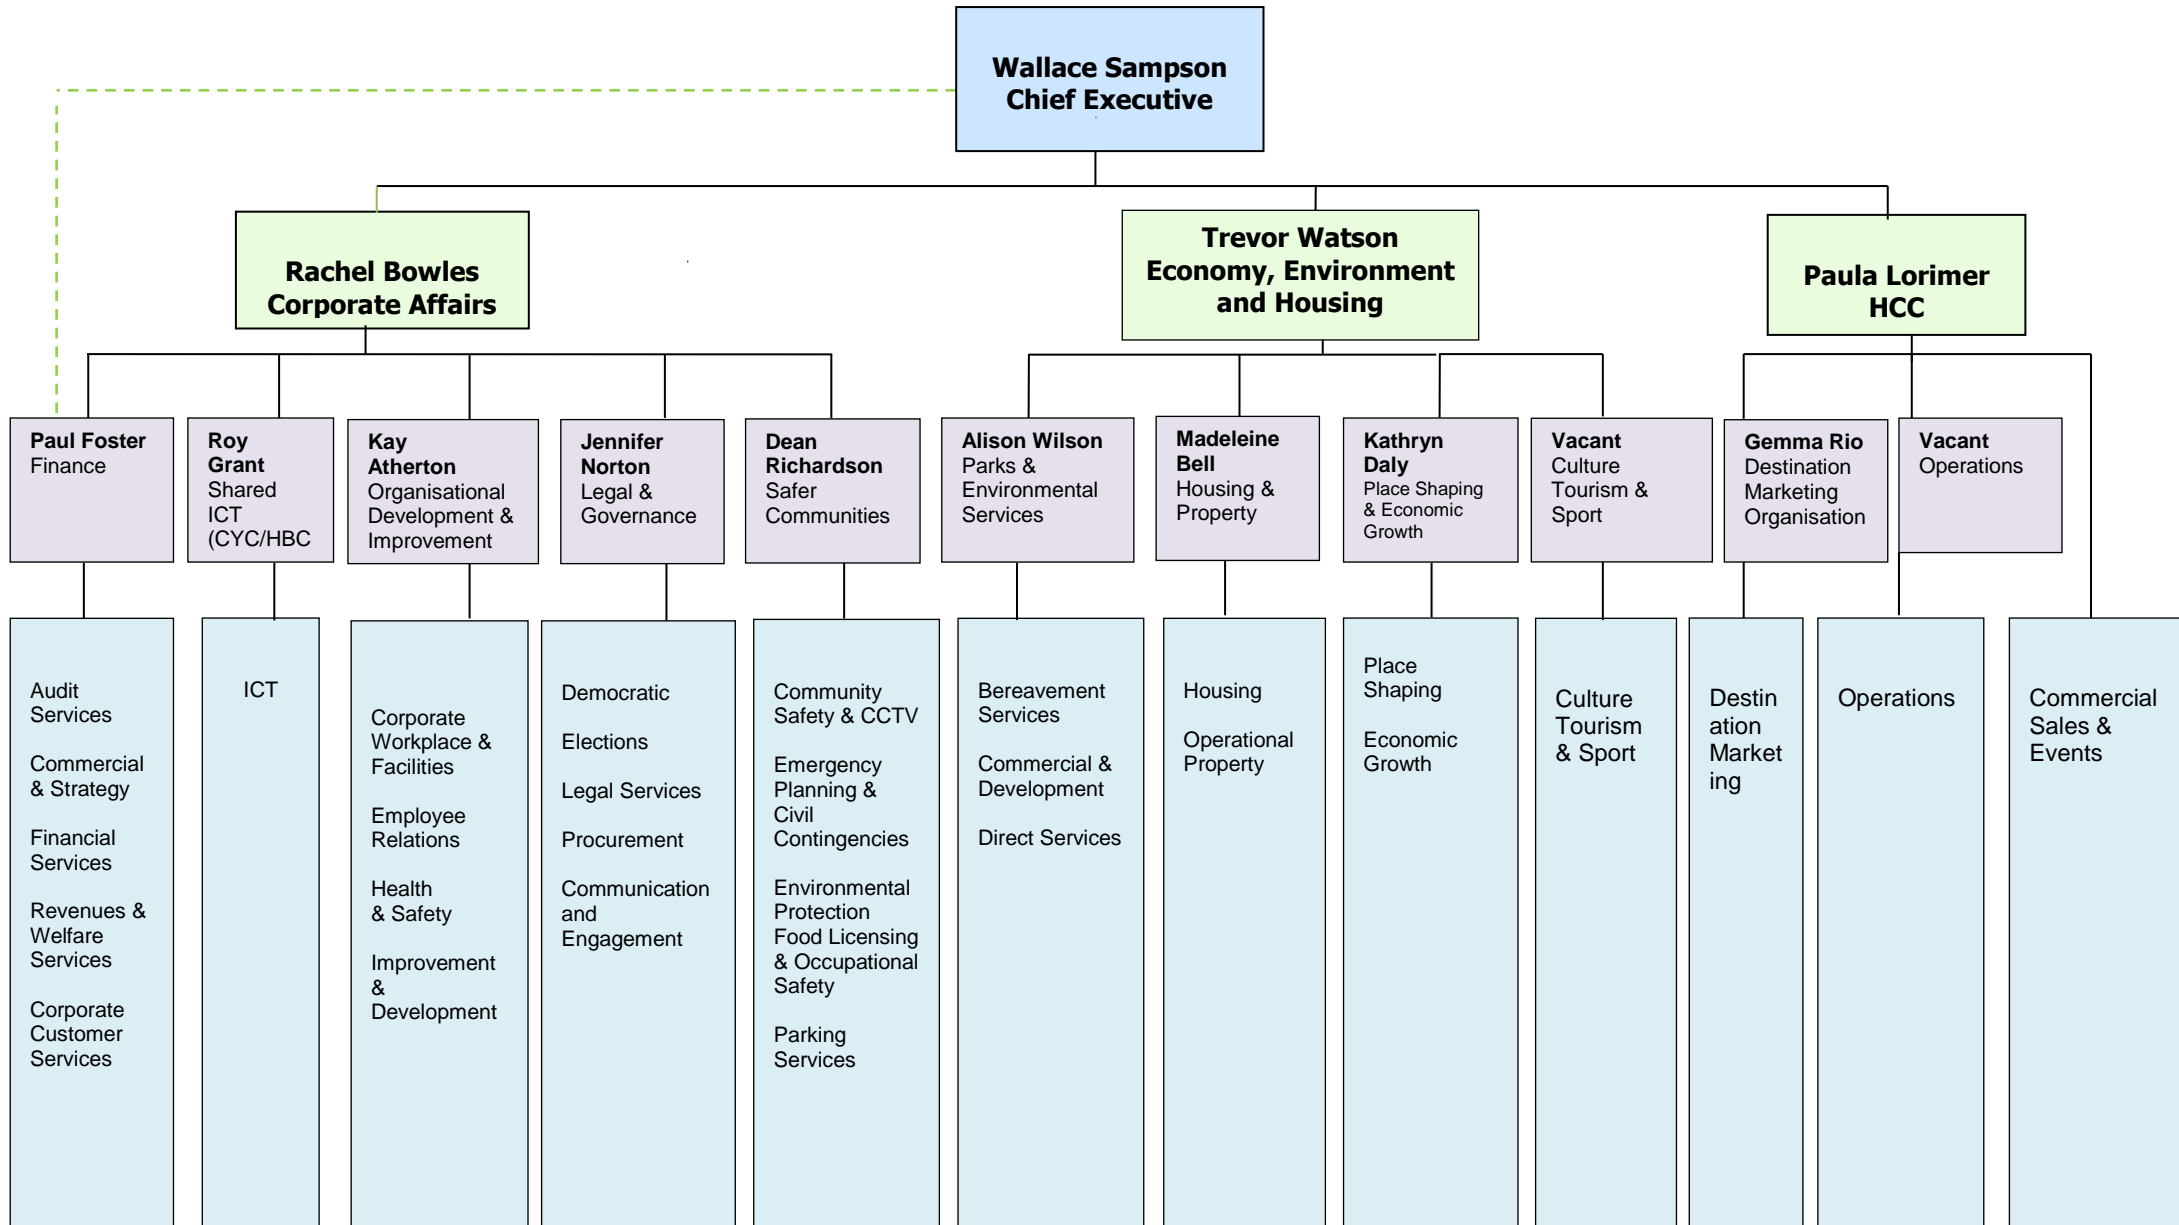 Wallace Sampson
Chief Executive
Rachel Bowles
Corporate Affairs
Trevor Watson
Economy, Environment
and Housing
Paula Lorimer
HCC
Paul Foster
Finance
Roy
Grant
Shared
ICT
(CYC/HBC
Kay
Atherton
Organisational
Development &
Improvement
Jennifer
Norton
Legal &
Governance
Dean
Richardson
Safer
Communities
Alison Wilson
Parks &
Environmental
Services
Madeleine
Bell
Housing &
Property
Kathryn
Daly
Place Shaping
& Economic
Growth
Vacant
Culture
Tourism &
Sport
Gemma Rio
Destination
Marketing
Organisation
Vacant
Operations
Audit
Services
Commercial
& Strategy
Financial
Services
Revenues &
Welfare
Services
Corporate
Customer
Services
ICT
Corporate
Workplace &
Facilities
Employee
Relations
Health
& Safety
Improvement
&
Development
Democratic
Elections
Legal Services
Procurement
Communication
and
Engagement
Community
Safety & CCTV
Emergency
Planning &
Civil
Contingencies
Environmental
Protection
Food Licensing
& Occupational
Safety
Parking
Services
Bereavement
Services
Commercial &
Development
Direct Services
Housing
Operational
Property
Place
Shaping
Economic
Growth
Culture
Tourism
& Sport
Destin
ation
Market
ing
Operations
Commercial
Sales &
Events